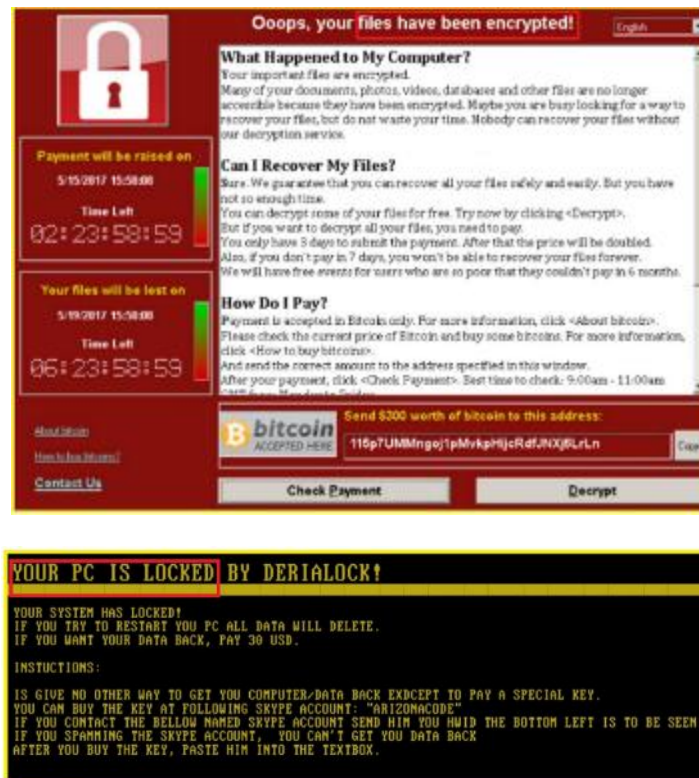 Ooops, your files have been encrypted!
English
What Happened to My Computer?
Your important files are encrypted.
Many of your documents, photos, videos, databases and other files are no longer
accessible because they have been encrypted. Maybe you are busy looking for a way to
recover your files, but do not waste your time. Nobody can recover your files without
our decryption service.
Can I Recover My Files?
Sure. We guarantee that you can recover all your files safely and easily. But you have
not so enough time.
You can decrypt some of your files for free. Try now by clicking <Decrypt>.
But if you want to decrypt all your files, you need to pay.
You only have 3 days to submit the payment. After that the price will be doubled.
Also, if you don't pay in 7 days, you won't be able to recover your files forever.
We will have free events for users who are so poor that they couldn't pay in 6 months.
How Do I Pay?
Payment is accepted in Bitcoin only. For more information, click <About bitcoin>.
Please check the current price of Bitcoin and buy some bitcoins. For more information,
click <How to buy bitcoins>.
And send the correct amount to the address specified in this window.
After your payment, click <Check Payment>. Best time to check: 9:00am - 11:00am
Payment will be raised on
5/15/2017 15:58:08
Time Left
02:23:58:59
Your files will be lost on
5/19/2017 15:58:08
Time Left
06:23:58:59
About bitcoin
How to buy bitcoins?
Contact Us
bitcoin
ACCEPTED HERE
Send $300 worth of bitcoin to this address:
Copy
Check Payment
Decrypt
YOUR PC IS LOCKED BY DERIALOCK!
YOUR SYSTEM HAS LOCKED!
IF YOU TRY TO RESTART YOU PC ALL DATA WILL DELETE.
IF YOU WANT YOUR DATA BACK, PAY 30 USD.
INSTUCTIONS:
IS GIVE NO OTHER WAY TO GET YOU COMPUTER/DATA BACK EXDCEPT TO PAY A SPECIAL KEY.
YOU CAN BUY THE KEY AT FOLLOWING SKYPE ACCOUNT: "ARIZONACODE"
IF YOU CONTACT THE BELLOW NAMED SKYPE ACCOUNT SEND HIM YOU HWID THE BOTTOM LEFT IS TO BE SEEN
IF YOU SPAMMING THE SKYPE ACCOUNT, YOU CAN'T GET YOU DATA BACK
AFTER YOU BUY THE KEY, PASTE HIM INTO THE TEXTBOX.